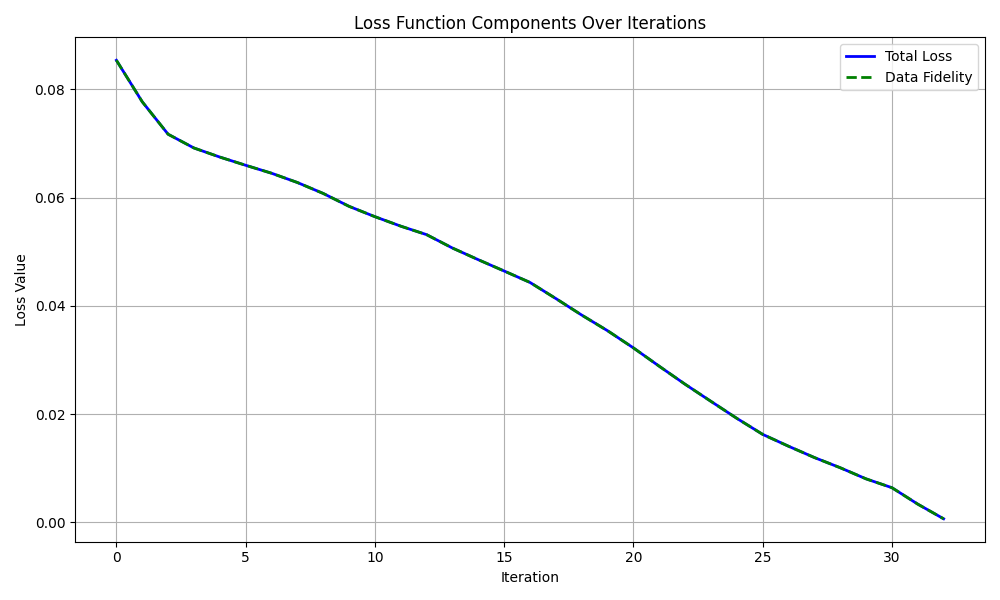 Loss Function Components Over Iterations
Total Loss
Data Fidelity
0.08
0.06
0.04
0.02
0.00
Loss Value
0 5 10 15 20 25 30
Iteration